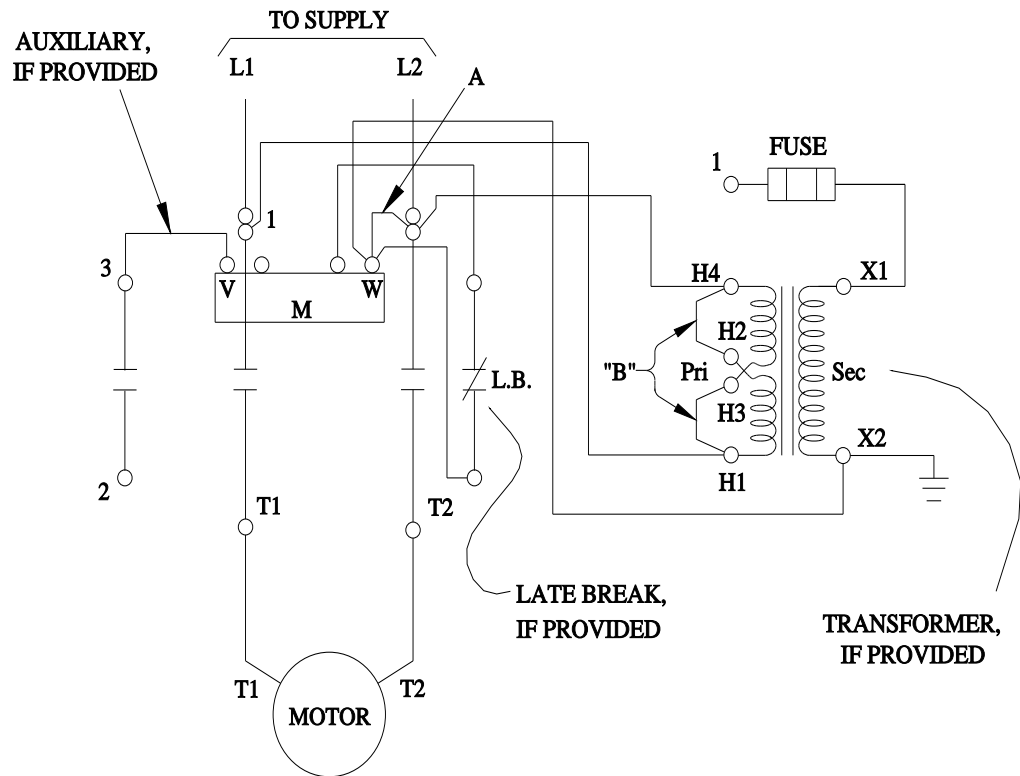 TO SUPPLY
AUXILIARY,
IF PROVIDED
L1
L2
A
FUSE
1
1
3
V
W
M
H4
X1
H2
"B"
Pri
Sec
L.B.
H3
X2
H1
2
T1
T2
LATE BREAK,
IF PROVIDED
TRANSFORMER,
IF PROVIDED
T1
T2
MOTOR